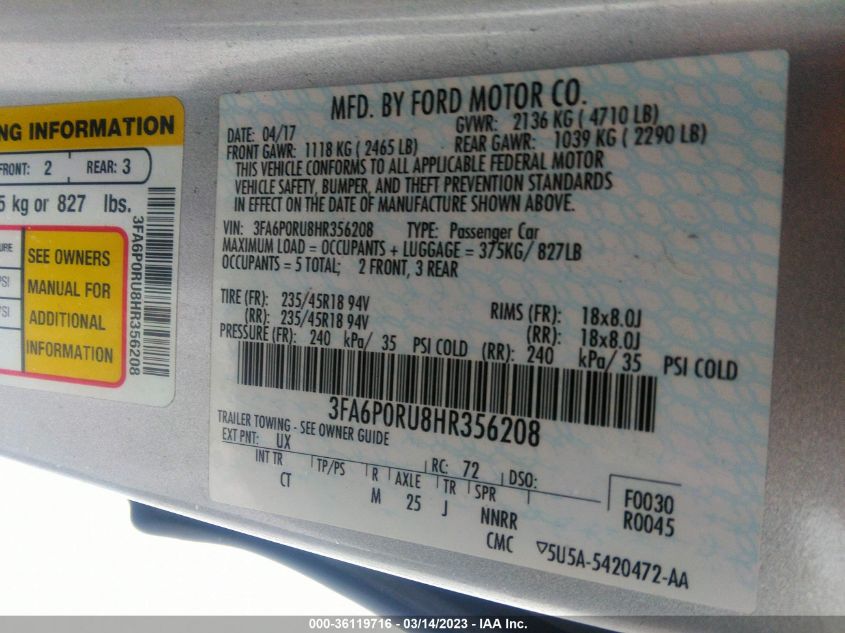 NG INFORMATION
FRONT: 2 REAR: 3
5 kg or 827 lbs.
SEE OWNERS
MANUAL FOR
ADDITIONAL
INFORMATION
3FA6P0RU8HR356208
MFD. BY FORD MOTOR CO.
DATE: 04/17 GVWR: 2136 KG ( 4710 LB)
FRONT GAWR: 1118 KG ( 2465 LB) REAR GAWR: 1039 KG ( 2290 LB)
THIS VEHICLE CONFORMS TO ALL APPLICABLE FEDERAL MOTOR
VEHICLE SAFETY, BUMPER, AND THEFT PREVENTION STANDARDS
IN EFFECT ON THE DATE OF MANUFACTURE SHOWN ABOVE.
VIN: 3FA6P0RU8HR356208 TYPE: Passenger Car
MAXIMUM LOAD = OCCUPANTS + LUGGAGE = 375KG/ 827LB
OCCUPANTS = 5 TOTAL; 2 FRONT, 3 REAR
TIRE (FR): 235/45R18 94V RIMS (FR): 18x8.0J
(RR): 235/45R18 94V (RR): 18x8.0J
PRESSURE (FR): 240 kPa/ 35 PSI COLD (RR): 240 kPa/ 35 PSI COLD
3FA6P0RU8HR356208
TRAILER TOWING - SEE OWNER GUIDE
EXT PNT: UX RC: 72 DSO:
INT TR TP/PS R AXLE TR SPR F0030
CT M 25 J NNRR R0045
CMC ▽5U5A-5420472-AA
000-36119716 - 03/14/2023 - IAA Inc.